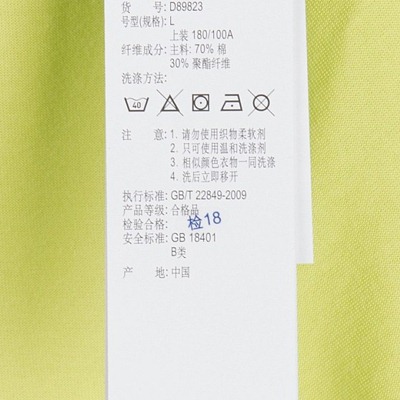 货 号: D89823
号型(规格): L
上装 180/100A
纤维成分: 主料: 70% 棉
30% 聚酯纤维
洗涤方法:
40
注 意: 1. 请勿使用织物柔软剂
2. 只可使用温和洗涤剂
3. 相似颜色衣物一同洗涤
4. 洗后立即移开
执行标准: GB/T 22849-2009
产品等级: 合格品
检验合格: 检18
安全标准: GB 18401
B类
产 地: 中国